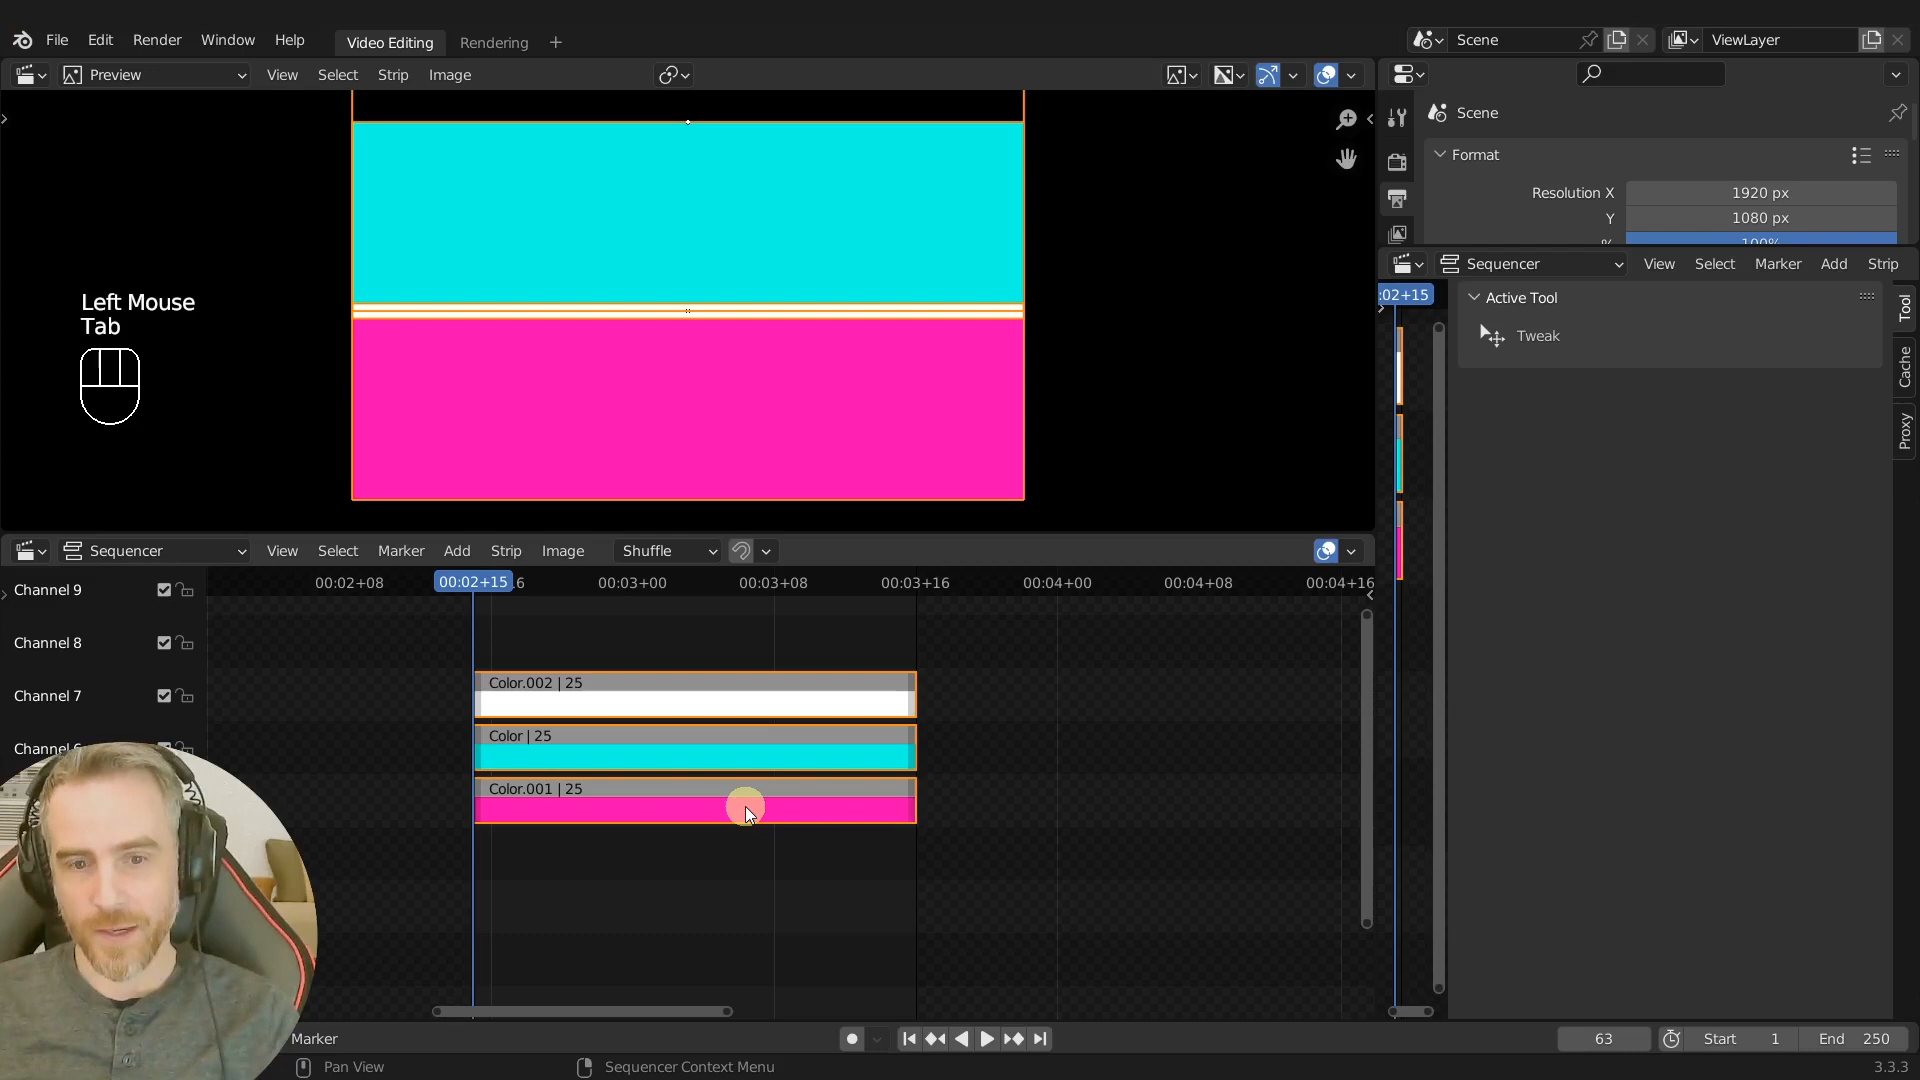 File Edit Render Window Help Video Editing Rendering + Scene ViewLayer
Preview View Select Strip Image
Scene
Format
Resolution X 1920 px
Y 1080 px
% 100%
Sequencer View Select Marker Add Strip
:02+15
Active Tool
Tweak
Tool
Cache
Proxy
Left Mouse
Tab
Sequencer View Select Marker Add Strip Image Shuffle
00:02+08 00:02+15 6 00:03+00 00:03+08 00:03+16 00:04+00 00:04+08 00:04+16
Channel 9
Channel 8
Channel 7
Channel 6
Color.002 | 25
Color | 25
Color.001 | 25
Marker 63 Start 1 End 250
Pan View Sequencer Context Menu 3.3.3